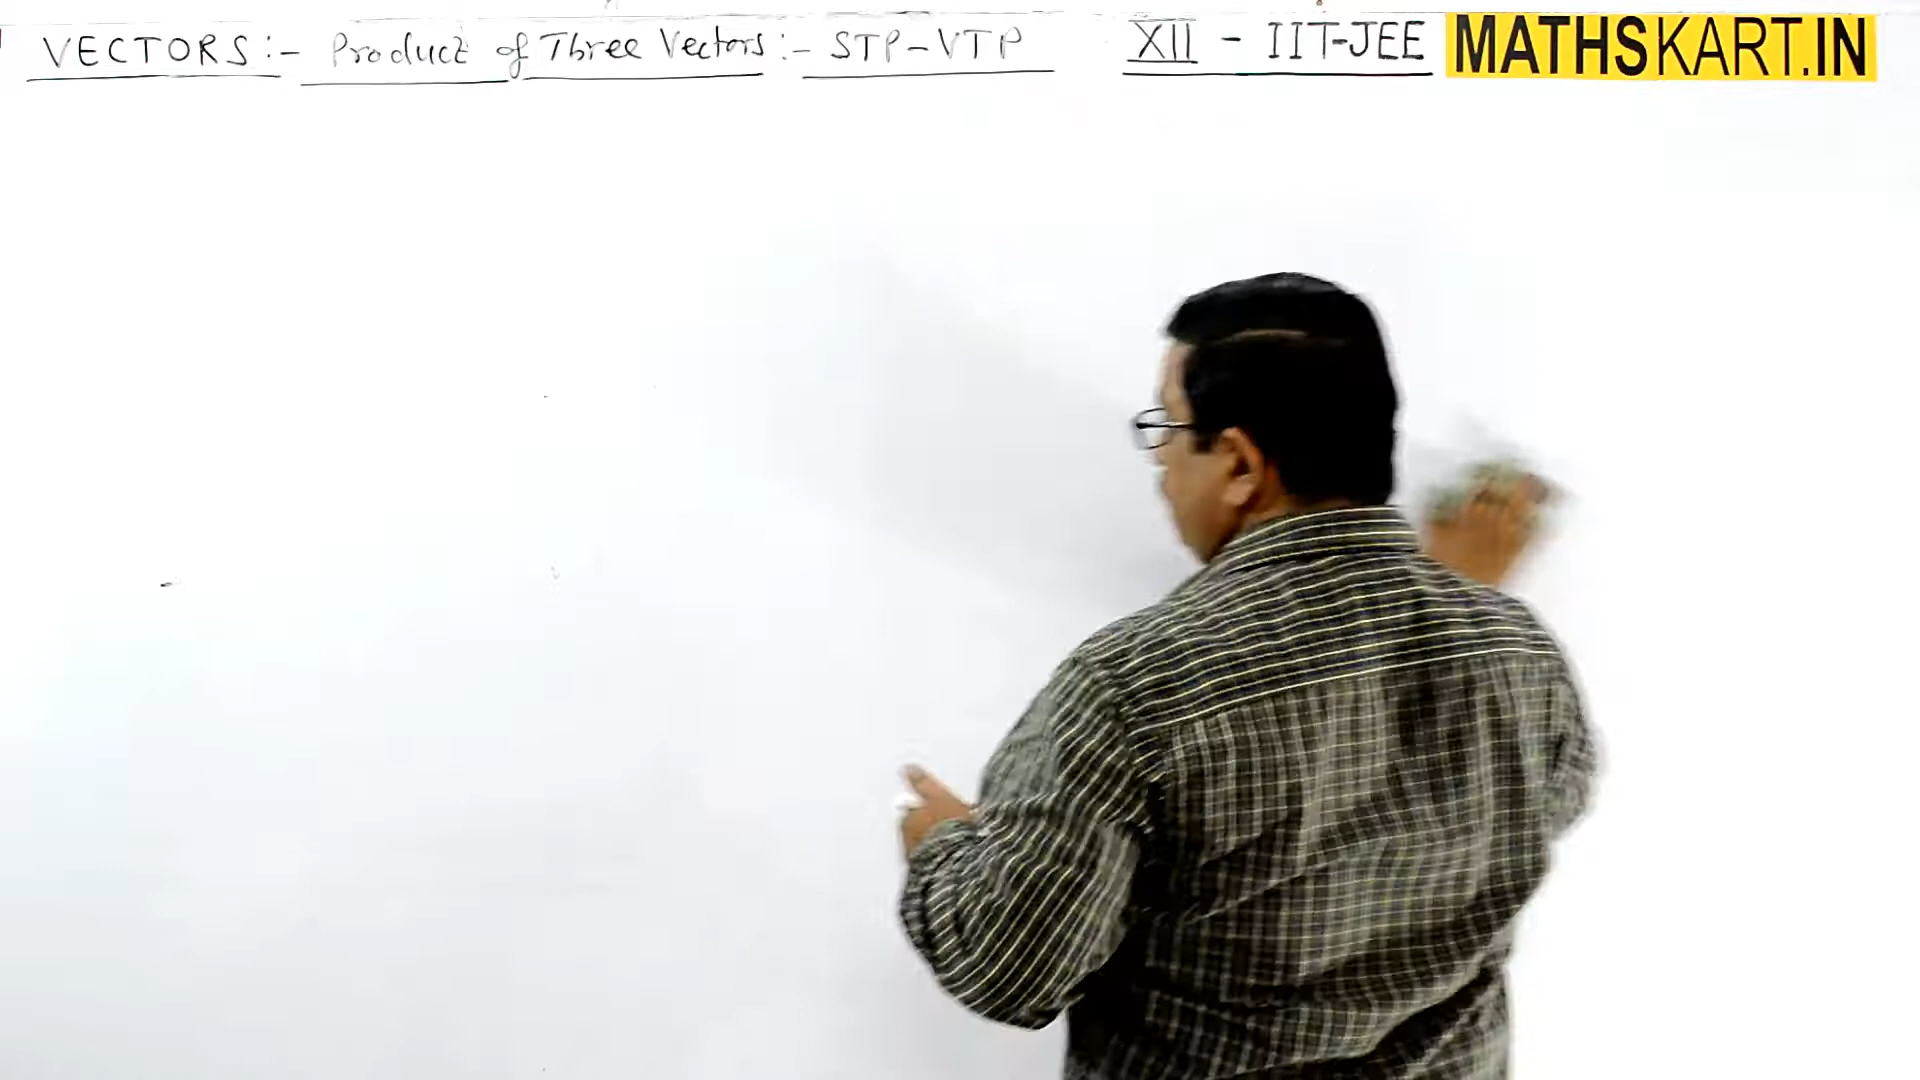 VECTORS:- Product of Three Vectors:- STP-VTP XII - IIT-JEE MATHSKART.IN